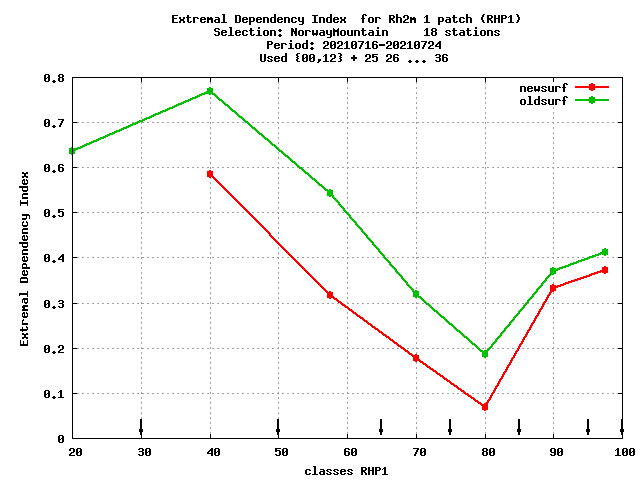 Extremal Dependency Index  for Rh2m 1 patch (RHP1)
Selection: NorwayMountain     18 stations
Period: 20210716-20210724
Used {00,12} + 25 26 ... 36
newsurf
oldsurf
0.8
0.7
0.6
0.5
0.4
0.3
0.2
0.1
0
Extremal Dependency Index
20 30 40 50 60 70 80 90 100
classes RHP1